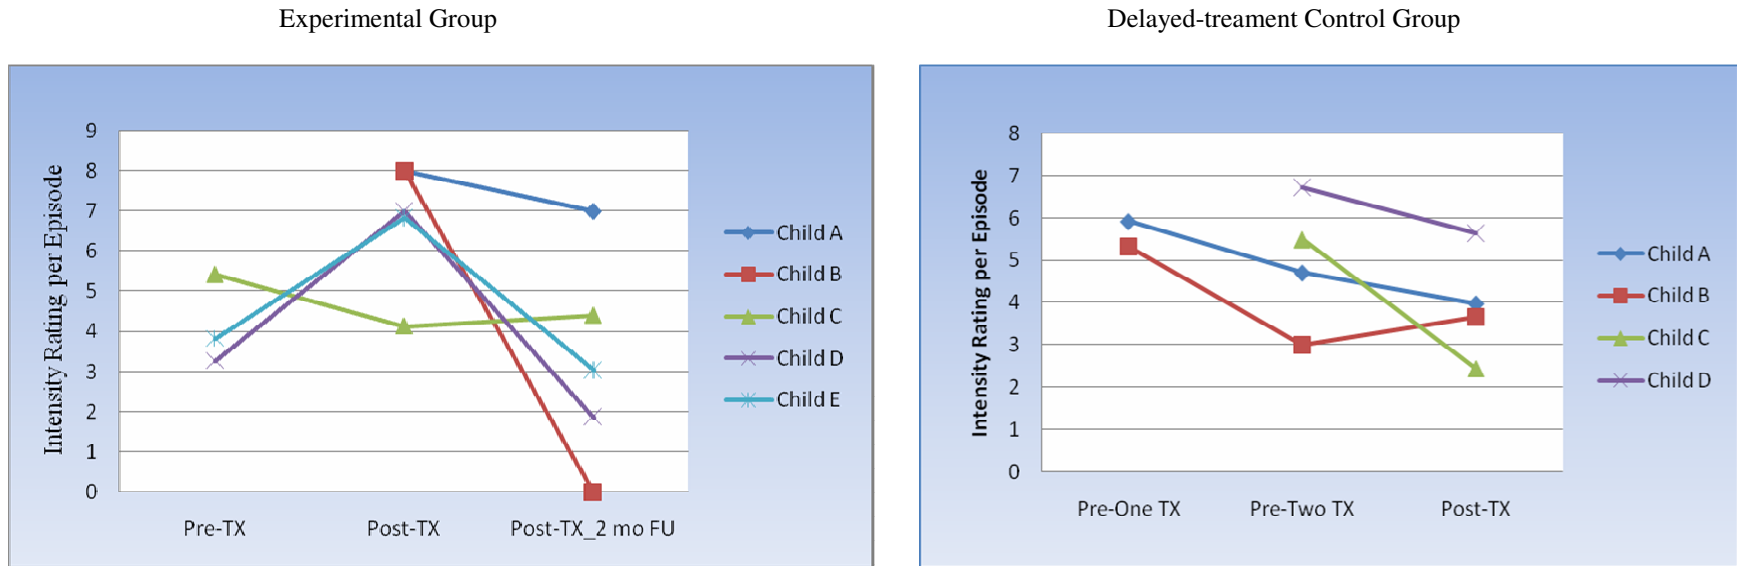 Experimental Group
Delayed-treament Control Group
Intensity Rating per Episode
9
8
7
6
5
4
3
2
1
0
Pre-TX
Post-TX
Post-TX_2 mo FU
Child A
Child B
Child C
Child D
Child E
Intensity Rating per Episode
8
7
6
5
4
3
2
1
0
Pre-One TX
Pre-Two TX
Post-TX
Child A
Child B
Child C
Child D